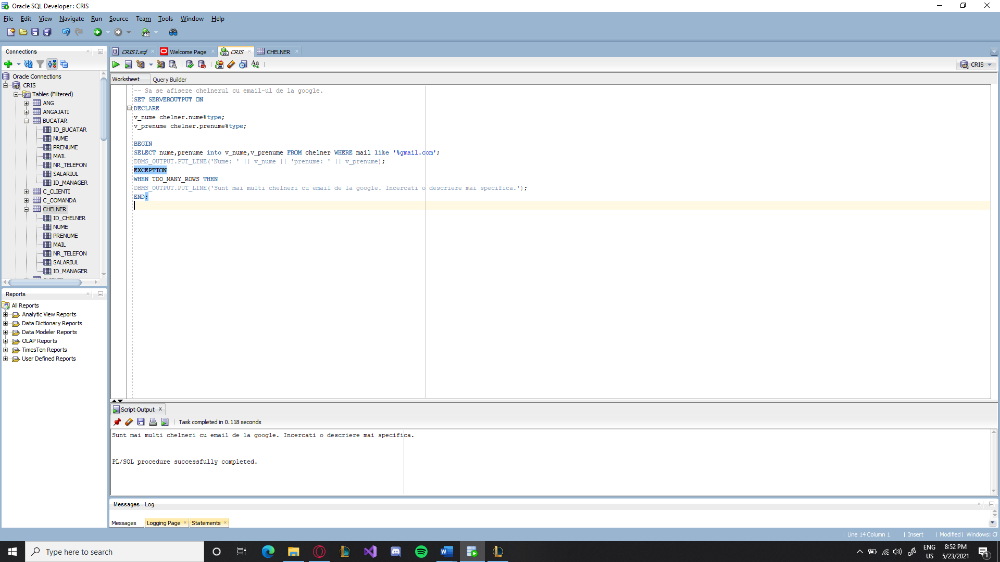 Oracle SQL Developer : CRIS
File Edit View Navigate Run Source Team Tools Window Help
Connections
CRIS1.sql
Welcome Page
CRIS
CHELNER
CRIS
Worksheet
Query Builder
Oracle Connections
CRIS
Tables (Filtered)
ANG
ANGAJATI
BUCATAR
ID_BUCATAR
NUME
PRENUME
MAIL
NR_TELEFON
SALARIUL
ID_MANAGER
C_CLIENTI
C_COMANDA
CHELNER
ID_CHELNER
NUME
PRENUME
MAIL
NR_TELEFON
SALARIUL
ID_MANAGER
-- Sa se afiseze chelnerul cu email-ul de la google.
SET SERVEROUTPUT ON
DECLARE
v_nume chelner.nume%type;
v_prenume chelner.prenume%type;
BEGIN
SELECT nume,prenume into v_nume,v_prenume FROM chelner WHERE mail like '%gmail.com';
DBMS_OUTPUT.PUT_LINE('Nume: ' || v_nume || 'prenume: ' || v_prenume);
EXCEPTION
WHEN TOO_MANY_ROWS THEN
DBMS_OUTPUT.PUT_LINE('Sunt mai multi chelneri cu email de la google. Incercati o descriere mai specifica.');
END;
Reports
All Reports
Analytic View Reports
Data Dictionary Reports
Data Modeler Reports
OLAP Reports
TimesTen Reports
User Defined Reports
Script Output
Task completed in 0.118 seconds
Sunt mai multi chelneri cu email de la google. Incercati o descriere mai specifica.
PL/SQL procedure successfully completed.
Messages - Log
Messages
Logging Page
Statements
Line 14 Column 1
Insert
Modified
Windows: CF
Type here to search
ENG
US
8:52 PM
5/23/2021
1